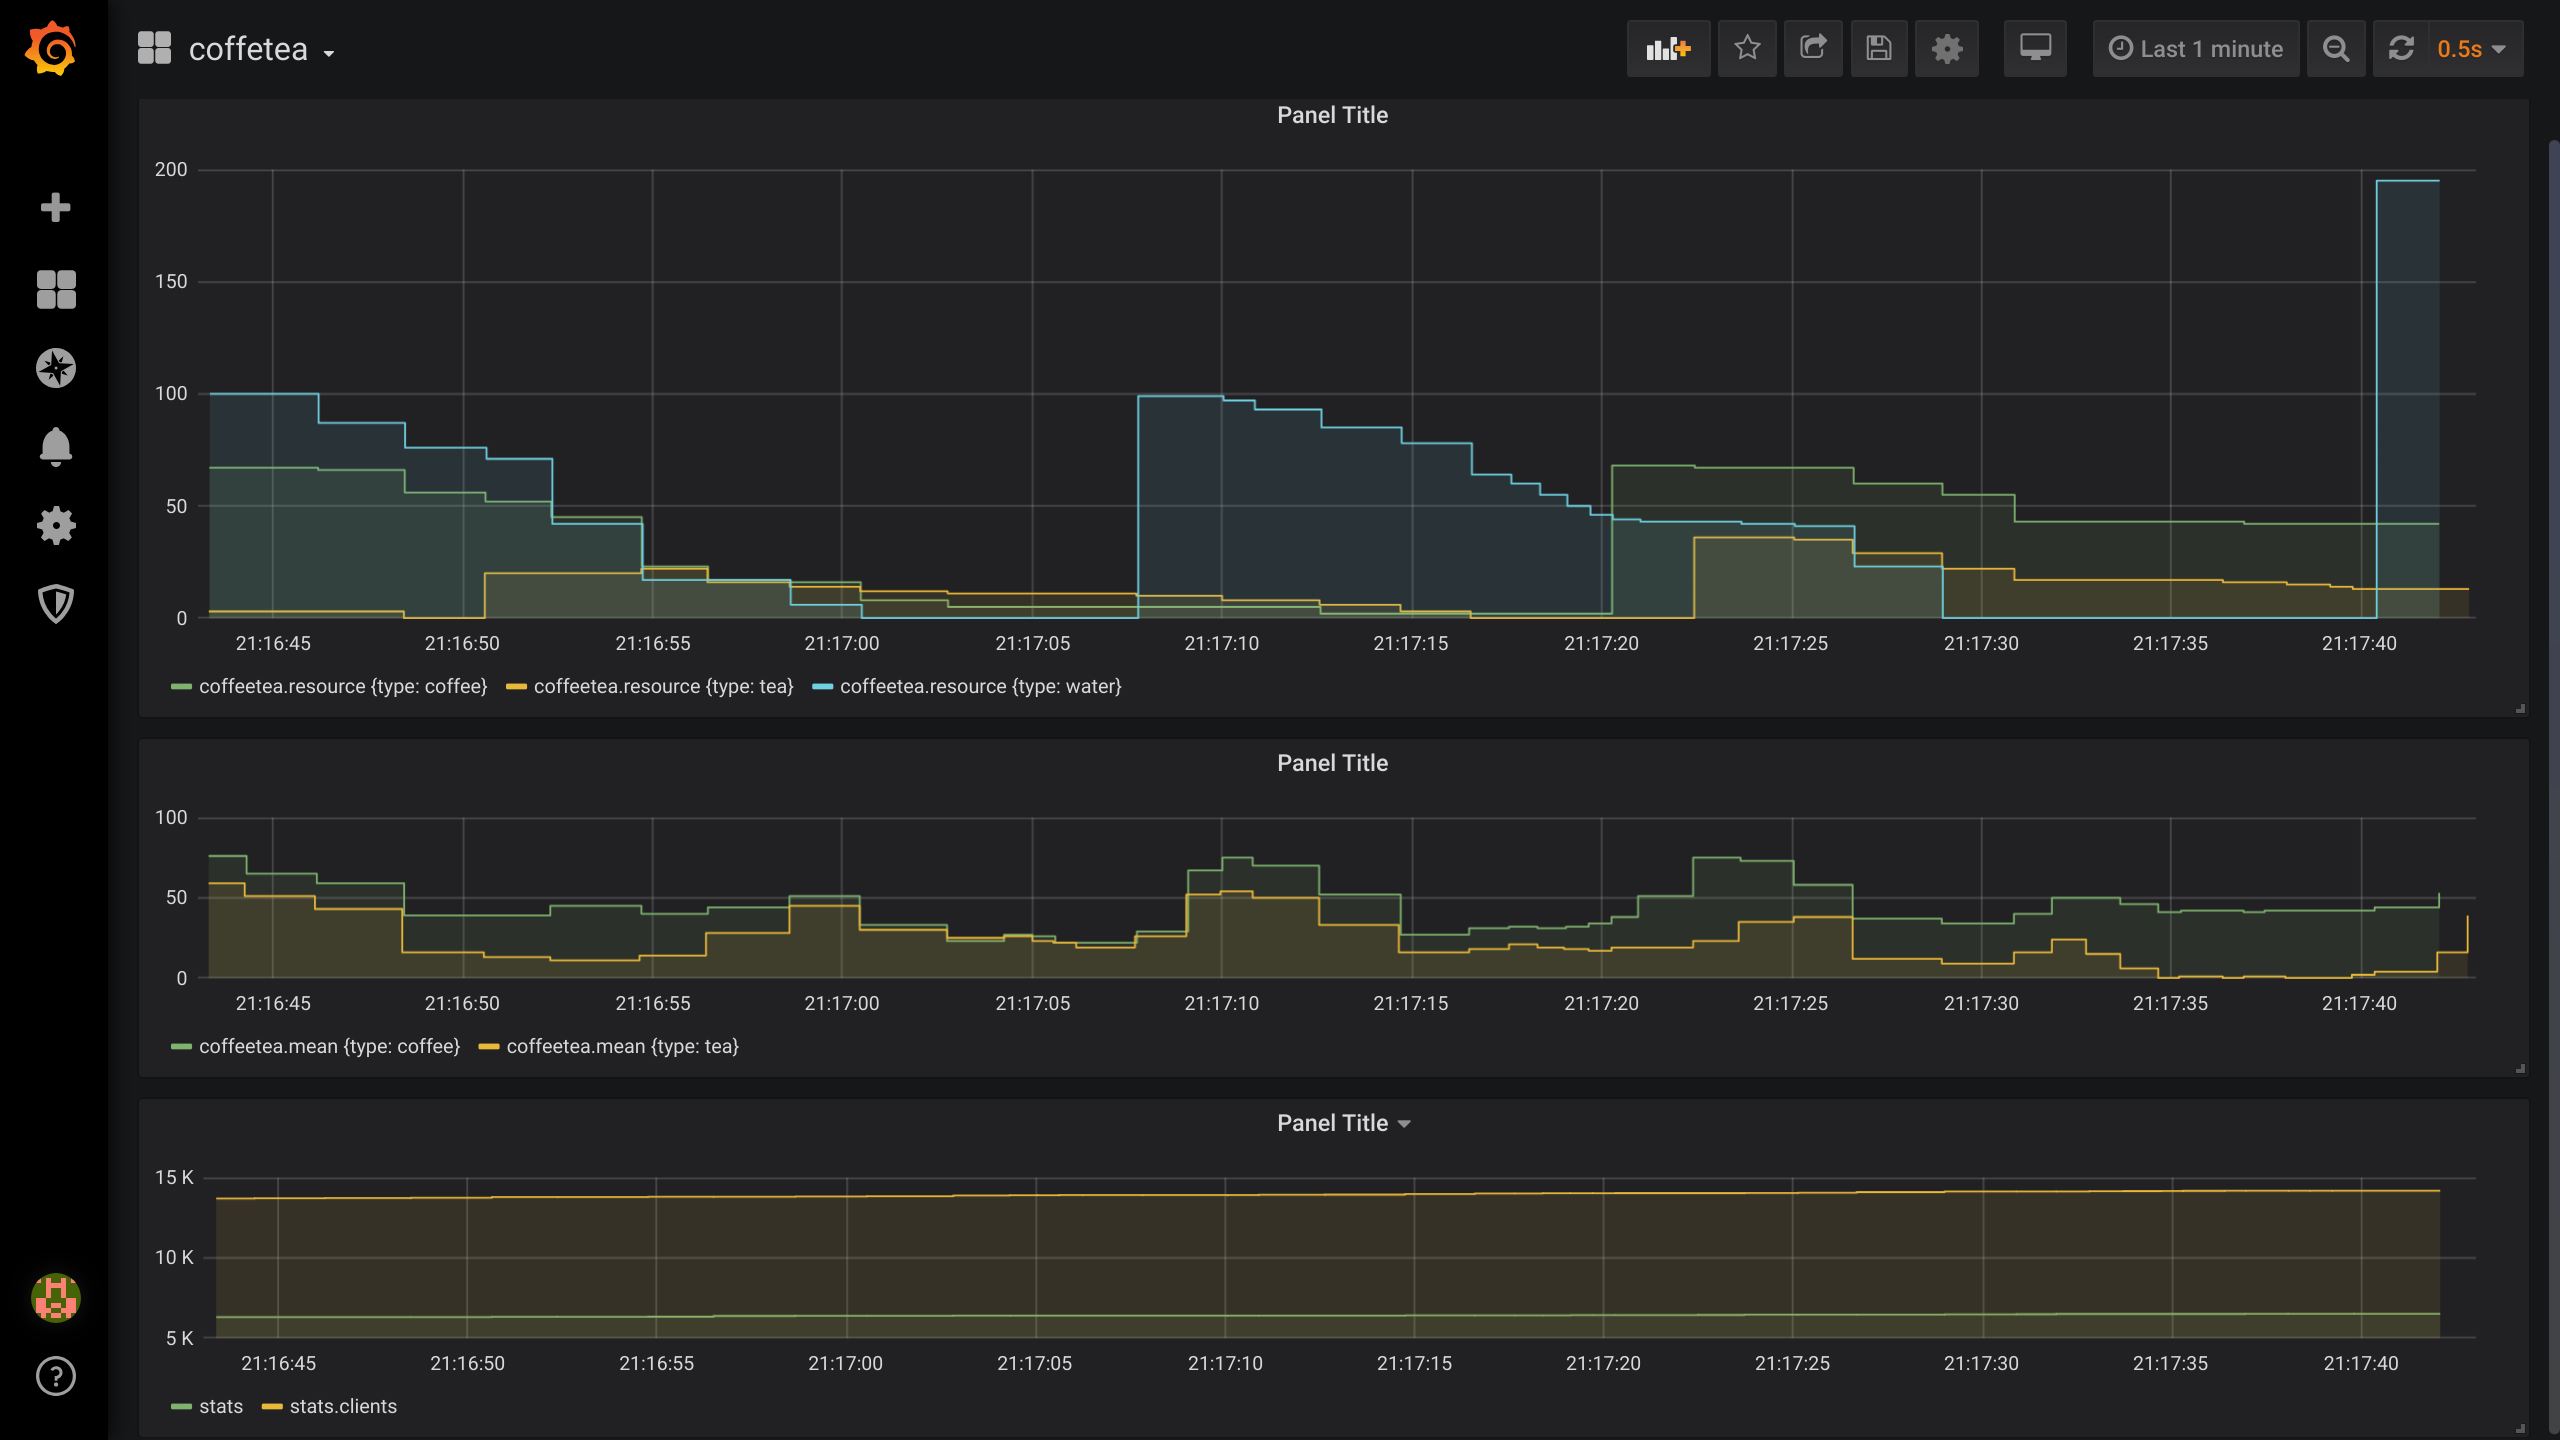 coffetea
Last 1 minute
0.5s
Panel Title
200
150
100
50
0
21:16:45 21:16:50 21:16:55 21:17:00 21:17:05 21:17:10 21:17:15 21:17:20 21:17:25 21:17:30 21:17:35 21:17:40
coffeetea.resource {type: coffee} coffeetea.resource {type: tea} coffeetea.resource {type: water}
Panel Title
100
50
0
21:16:45 21:16:50 21:16:55 21:17:00 21:17:05 21:17:10 21:17:15 21:17:20 21:17:25 21:17:30 21:17:35 21:17:40
coffeetea.mean {type: coffee} coffeetea.mean {type: tea}
Panel Title
15 K
10 K
5 K
21:16:45 21:16:50 21:16:55 21:17:00 21:17:05 21:17:10 21:17:15 21:17:20 21:17:25 21:17:30 21:17:35 21:17:40
stats stats.clients